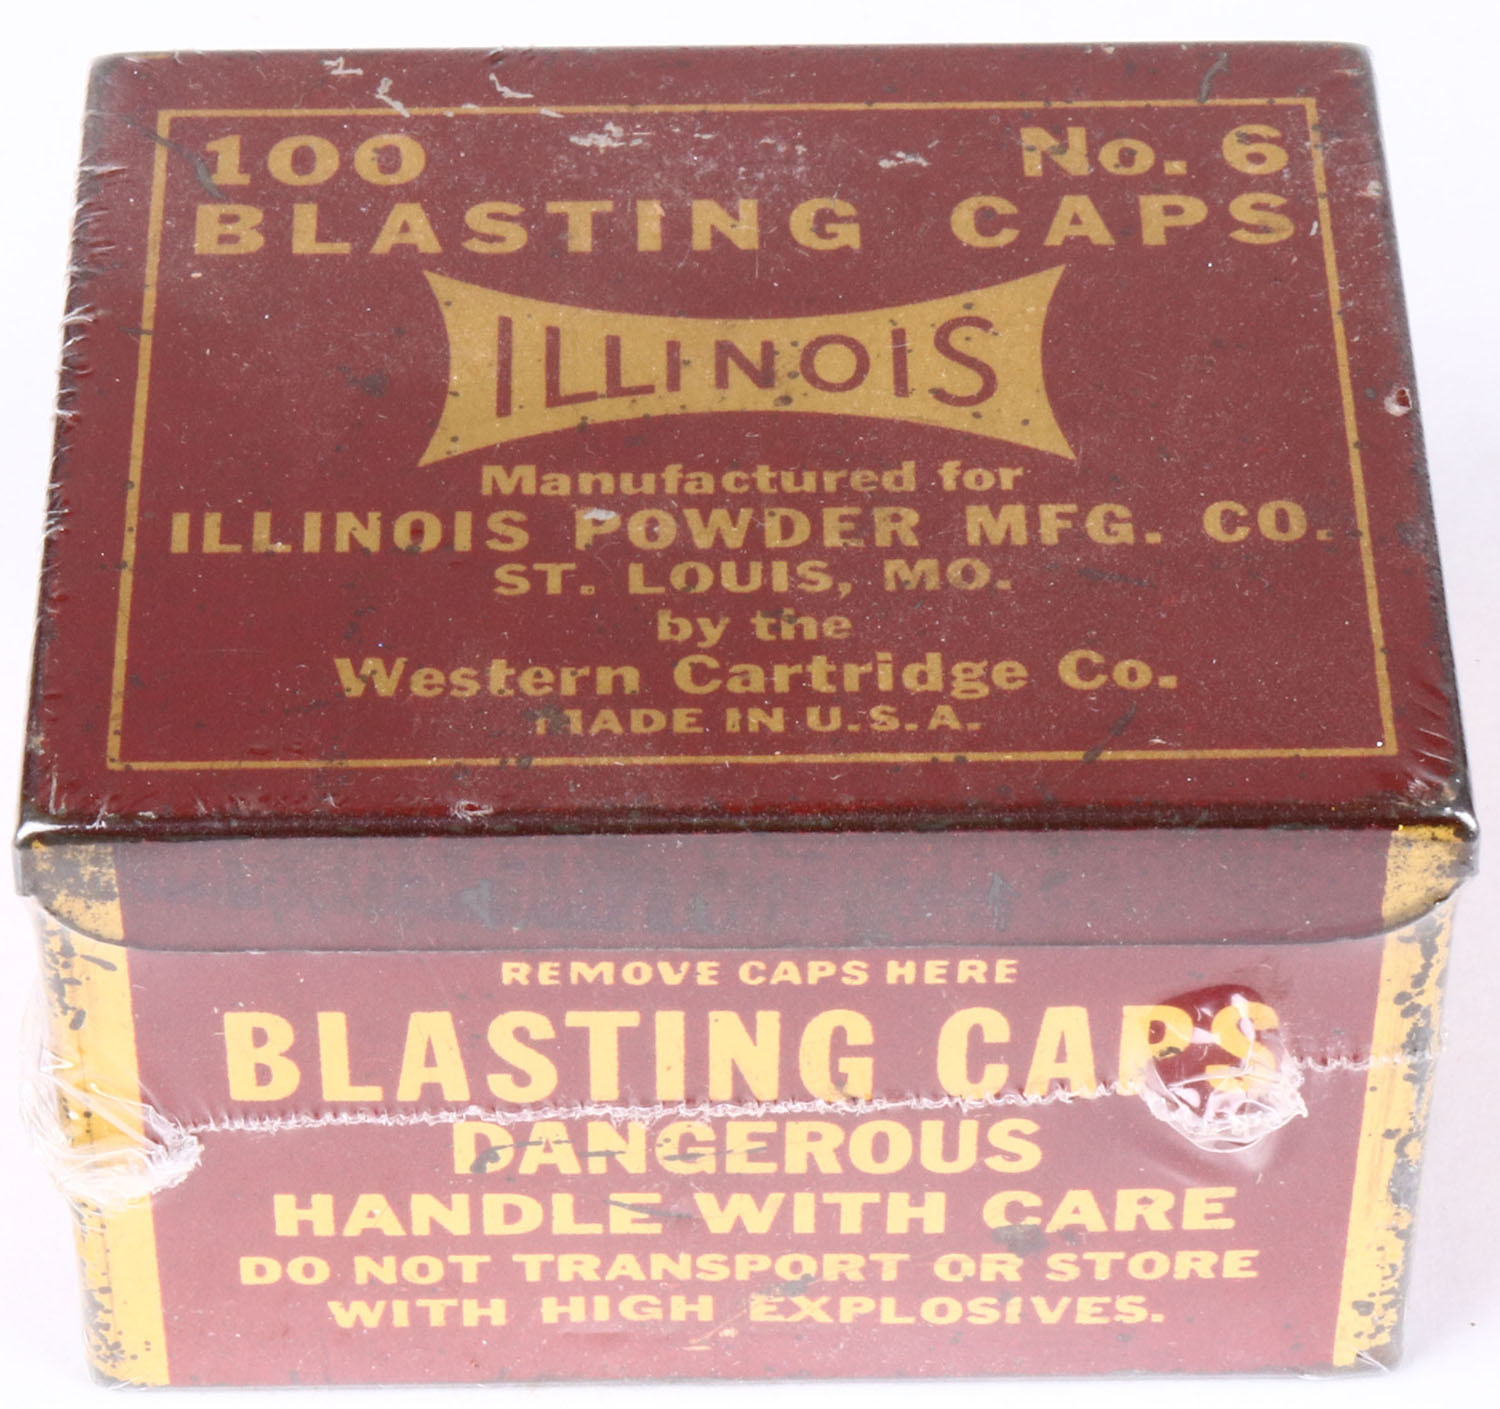 100 No. 6
BLASTING CAPS
ILLINOIS
Manufactured for
ILLINOIS POWDER MFG. CO.
ST. LOUIS, MO.
by the
Western Cartridge Co.
MADE IN U.S.A.
REMOVE CAPS HERE
BLASTING CAPS
DANGEROUS
HANDLE WITH CARE
DO NOT TRANSPORT OR STORE
WITH HIGH EXPLOSIVES.